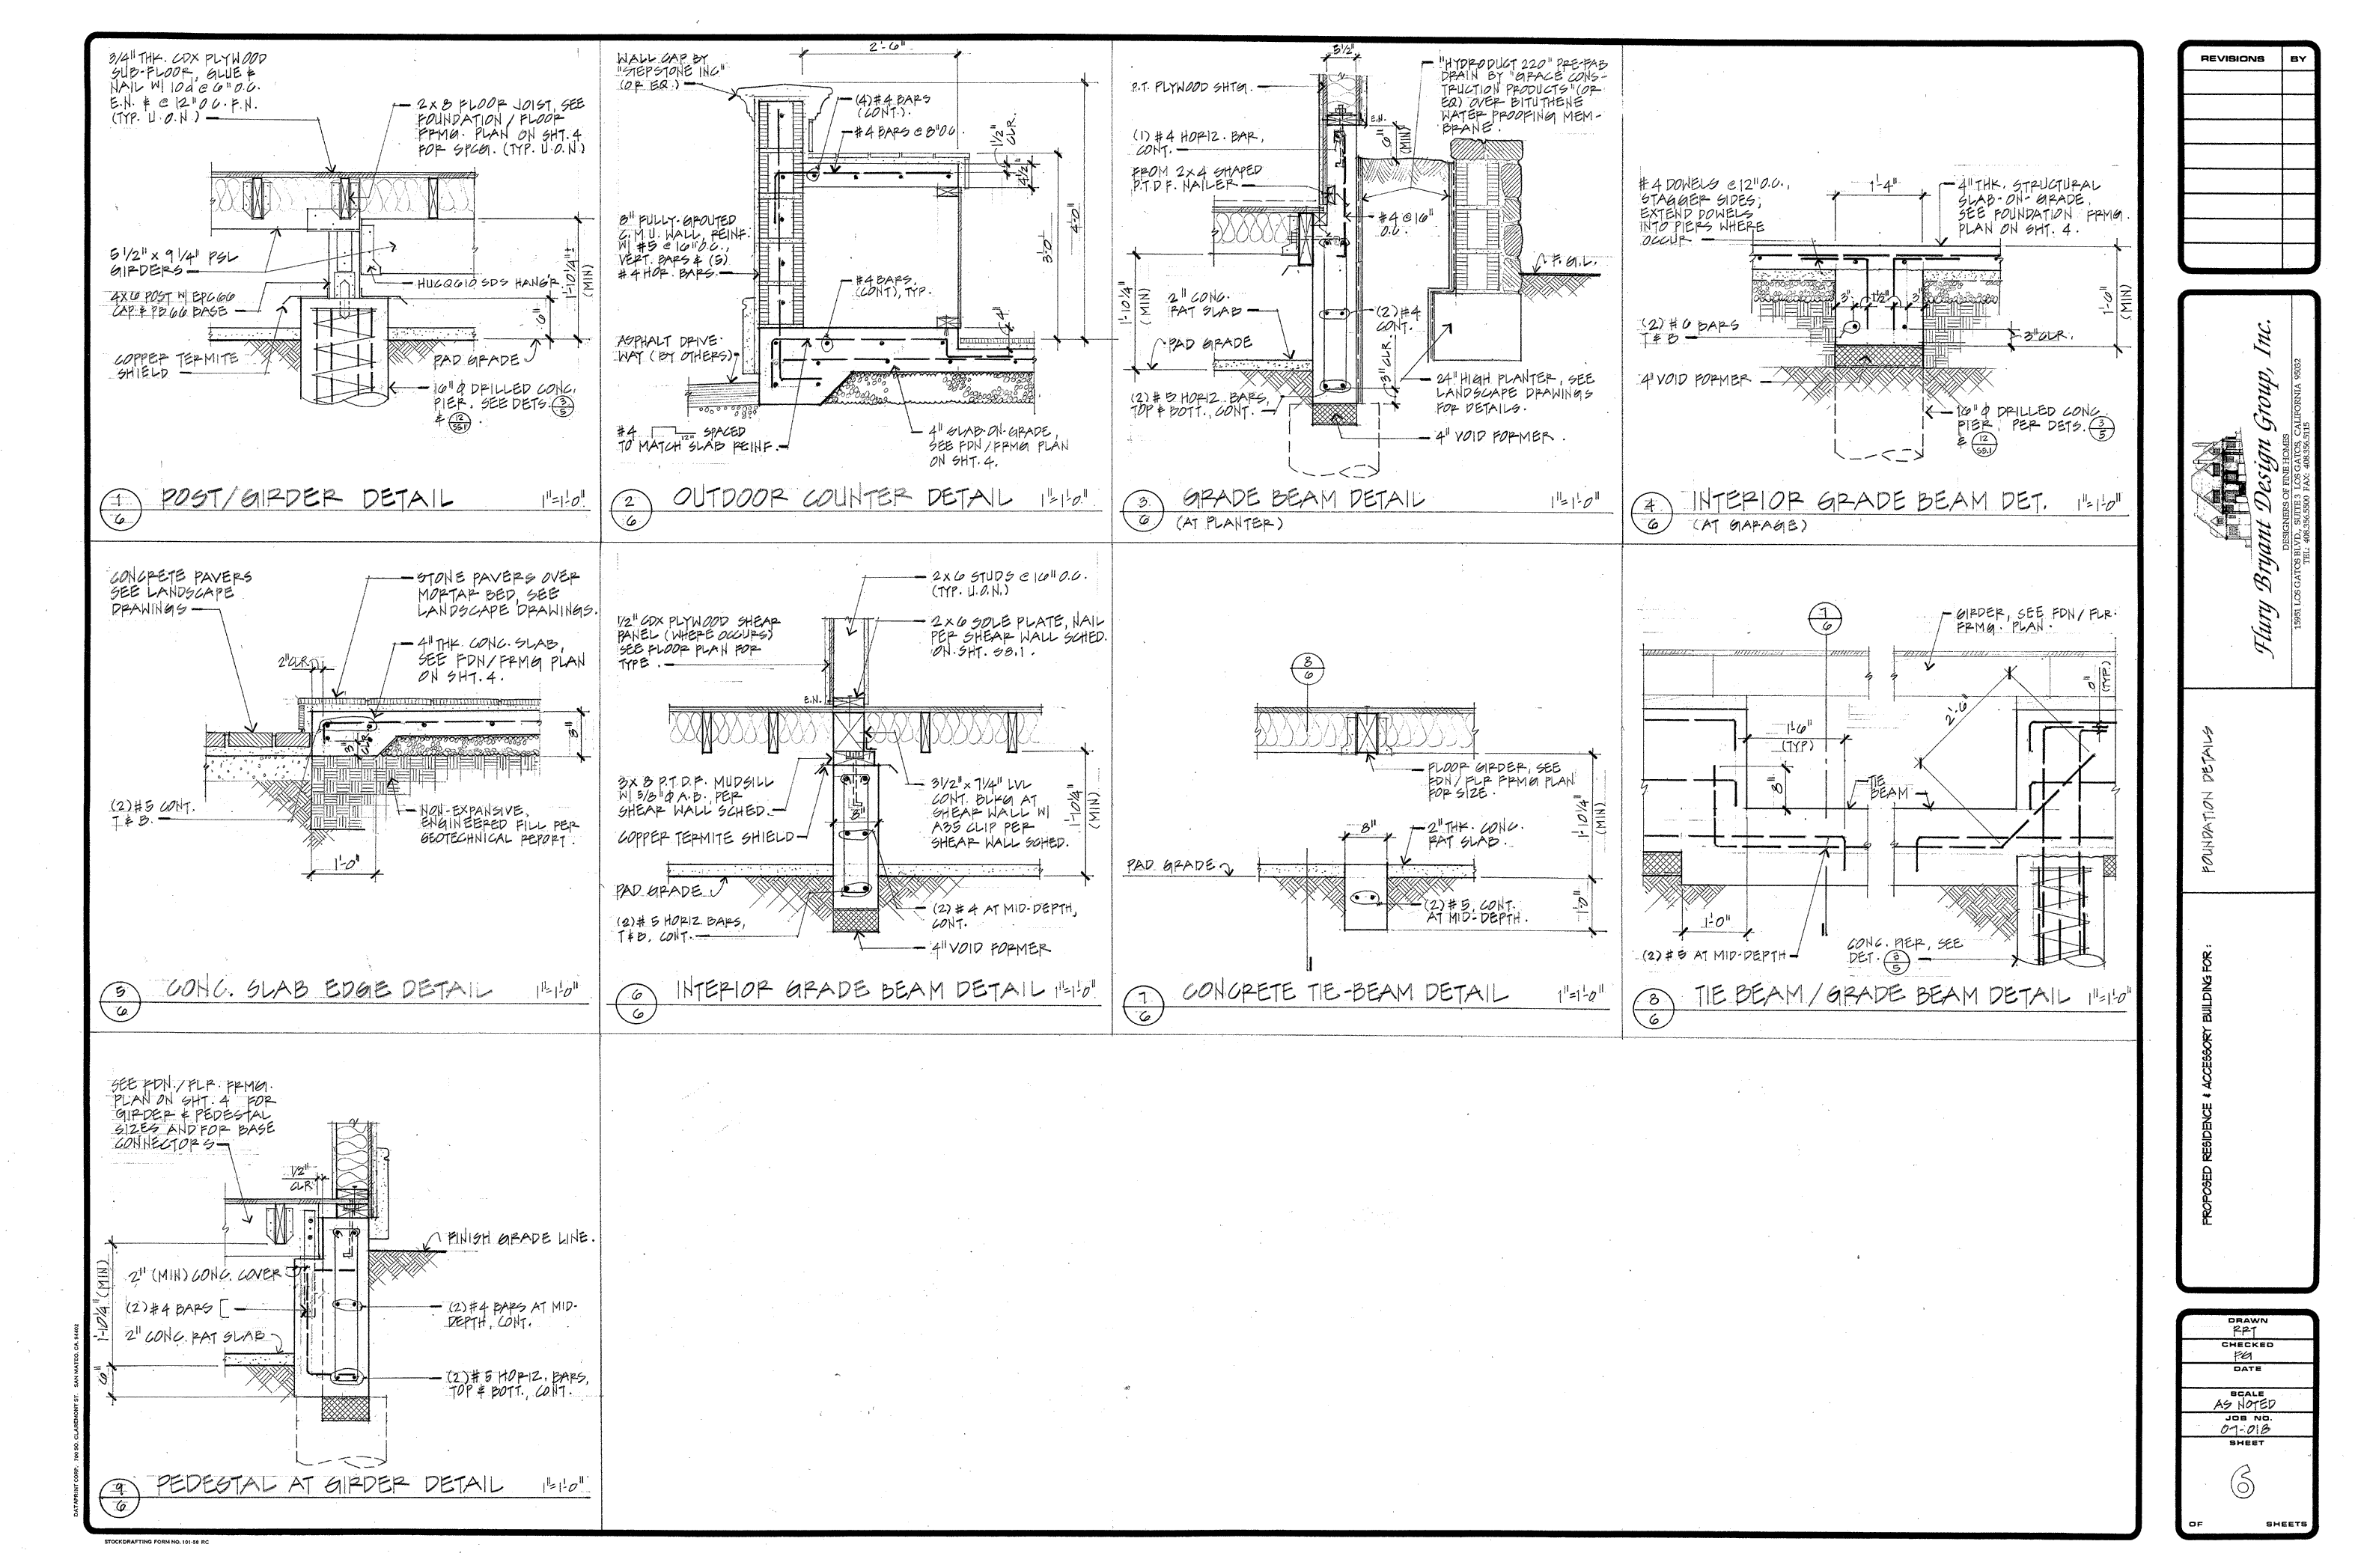 3/4" THK. CDX PLYWOOD
SUB-FLOOR, GLUE &
NAIL W/ 10d @ 6" O.C.
E.N. & @ 12" O.C. F.N.
(TYP. U.O.N.)
2x8 FLOOR JOIST, SEE
FOUNDATION/FLOOR
FRMG. PLAN ON SHT. 4
FOR SPCG. (TYP. U.O.N)
5 1/2" x 9 1/4" PSL
GIRDERS
HUCQ610 SDS HANGR.
4x6 POST W/ EPC66
CAP & PB66 BASE
COPPER TERMITE
SHIELD
PAD GRADE
16" φ DRILLED CONC.
PIER, SEE DETS. 3/5
& 12/SB.1 .
1'-10 1/4"
(MIN)
6"
1/6 POST/GIRDER DETAIL 1"=1'-0"
WALL CAP BY
"STEPSTONE INC"
(OR EQ.)
2'-6"
(4) #4 BARS
(CONT.)
#4 BARS @ 8" OC.
1 1/2"
CLR.
4 1/2"
8" FULLY-GROUTED
C.M.U. WALL, REINF.
W/ #5 @ 16" O.C.,
VERT. BARS & (5)
#4 HOR. BARS.
#4 BARS,
(CONT), TYP.
3'-0"
4'-0"
4"
ASPHALT DRIVE-
WAY (BY OTHERS)
#4 12" SPACED
TO MATCH SLAB REINF.
4" SLAB-ON-GRADE,
SEE FDN/FRMG PLAN
ON SHT. 4.
2/6 OUTDOOR COUNTER DETAIL 1"=1'-0"
5 1/2"
P.T. PLYWOOD SHTG.
"HYDRODUCT 220" PRE-FAB
DRAIN BY "GRACE CONS-
TRUCTION PRODUCTS" (OR
EQ) OVER BITUTHENE
WATER PROOFING MEM-
BRANE.
E.N.
6"
(MIN)
(1) #4 HORIZ. BAR,
CONT.
FROM 2x4 SHAPED
P.T.D.F. NAILER
#4 @ 16"
O.C.
F.G.L.
1'-10 1/4"
(MIN)
2" CONC.
RAT SLAB
PAD GRADE
(2) #4
CONT.
3" CLR.
(2) #5 HORIZ. BARS,
TOP & BOTT., CONT.
24" HIGH PLANTER, SEE
LANDSCAPE DRAWINGS
FOR DETAILS.
4" VOID FORMER
3/6 GRADE BEAM DETAIL 1"=1'-0"
(AT PLANTER)
#4 DOWELS @ 12" O.C.,
STAGGER SIDES;
EXTEND DOWELS
INTO PIERS WHERE
OCCUR
1'-4"
4" THK. STRUCTURAL
SLAB-ON-GRADE,
SEE FOUNDATION FRMG.
PLAN ON SHT. 4.
3" 1 1/2" 3"
1'-6"
(MIN)
(2) #6 BARS
T & B
3" CLR.
4" VOID FORMER
16" φ DRILLED CONC.
PIER, PER DETS. 3/5
& 12/SB.1
4/6 INTERIOR GRADE BEAM DET. 1"=1'-0"
(AT GARAGE)
CONCRETE PAVERS
SEE LANDSCAPE
DRAWINGS
STONE PAVERS OVER
MORTAR BED, SEE
LANDSCAPE DRAWINGS.
4" THK. CONC. SLAB,
SEE FDN/FRMG PLAN
ON SHT. 4.
2" CLR.
3"
CLR
8"
(2) #5 CONT.
T & B.
NON-EXPANSIVE,
ENGINEERED FILL PER
GEOTECHNICAL REPORT.
1'-0"
5/6 CONC. SLAB EDGE DETAIL 1"=1'-0"
2x6 STUDS @ 16" O.C.
(TYP. U.O.N.)
1/2" CDX PLYWOOD SHEAR
PANEL (WHERE OCCURS)
SEE FLOOR PLAN FOR
TYPE
2x6 SOLE PLATE, NAIL
PER SHEAR WALL SCHED.
ON SHT. SB.1.
E.N.
3x8 P.T.D.F. MUDSILL
W/ 5/8" φ A.B., PER
SHEAR WALL SCHED.
8"
COPPER TERMITE SHIELD
3 1/2" x 7 1/4" LVL
CONT. BLKG AT
SHEAR WALL W/
A35 CLIP PER
SHEAR WALL SCHED.
1'-10 1/4"
(MIN)
PAD GRADE
(2) #5 HORIZ BARS,
T & B, CONT.
(2) #4 AT MID-DEPTH,
CONT.
4" VOID FORMER
6/6 INTERIOR GRADE BEAM DETAIL 1"=1'-0"
8/6
FLOOR GIRDER, SEE
FDN/FLR FRMG PLAN
FOR SIZE.
8"
2" THK. CONC.
RAT SLAB.
1'-10 1/4"
(MIN)
PAD GRADE
(2) #5, CONT.
AT MID-DEPTH.
1'-0"
7/6 CONCRETE TIE-BEAM DETAIL 1"=1'-0"
7/6
GIRDER, SEE FDN/FLR.
FRMG. PLAN.
(TYP.)
2'-6"
1'-6"
(TYP)
8"
TIE
BEAM
1'-0"
(2) #5 AT MID-DEPTH
CONC. PIER, SEE
DET. 3/5
8/6 TIE BEAM/GRADE BEAM DETAIL 1"=1'-0"
SEE FDN./FLR. FRMG.
PLAN ON SHT. 4 FOR
GIRDER & PEDESTAL
SIZES AND FOR BASE
CONNECTORS
1/2"
CLR
FINISH GRADE LINE.
2" (MIN) CONC. COVER
(2) #4 BARS
2" CONC. RAT SLAB
1'-10 1/4" (MIN)
6"
(2) #4 BARS AT MID-
DEPTH, CONT.
(2) #5 HORIZ. BARS,
TOP & BOTT., CONT.
9/6 PEDESTAL AT GIRDER DETAIL 1"=1'-0"
DATAPRINT CORP. 700 SO. CLAREMONT ST. SAN MATEO, CA. 94402
STOCKDRAFTING FORM NO. 101-56 RC
REVISIONS BY
Flury Bryant Design Group, Inc.
DESIGNERS OF FINE HOMES
15951 LOS GATOS BLVD., SUITE 3 LOS GATOS, CALIFORNIA 95032
TEL: 408.356.5500 FAX: 408.356.5115
FOUNDATION DETAILS
PROPOSED RESIDENCE & ACCESSORY BUILDING FOR:
DRAWN
RRT
CHECKED
FG
DATE
SCALE
AS NOTED
JOB NO.
07-018
SHEET
6
OF SHEETS